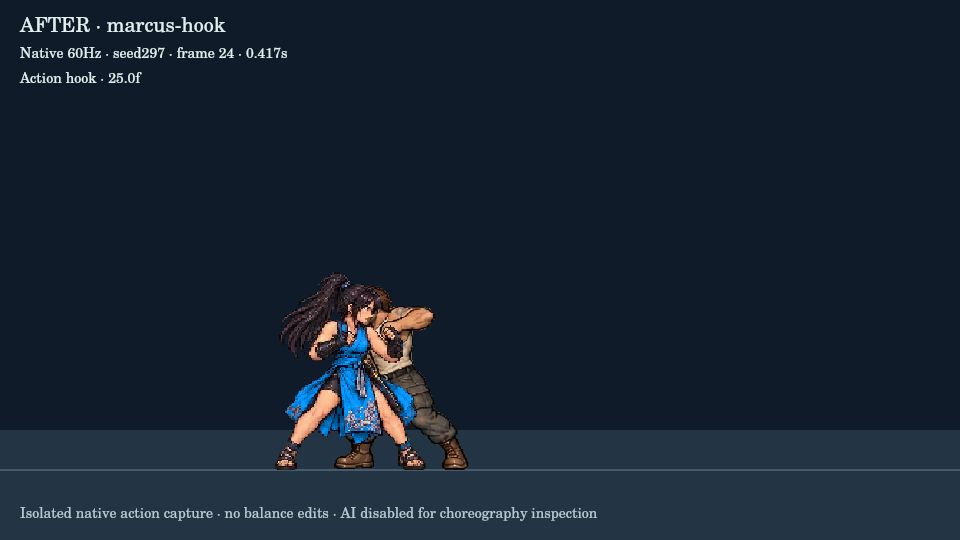 AFTER · marcus-hook
Native 60Hz · seed297 · frame 24 · 0.417s
Action hook · 25.0f
Isolated native action capture · no balance edits · AI disabled for choreography inspection